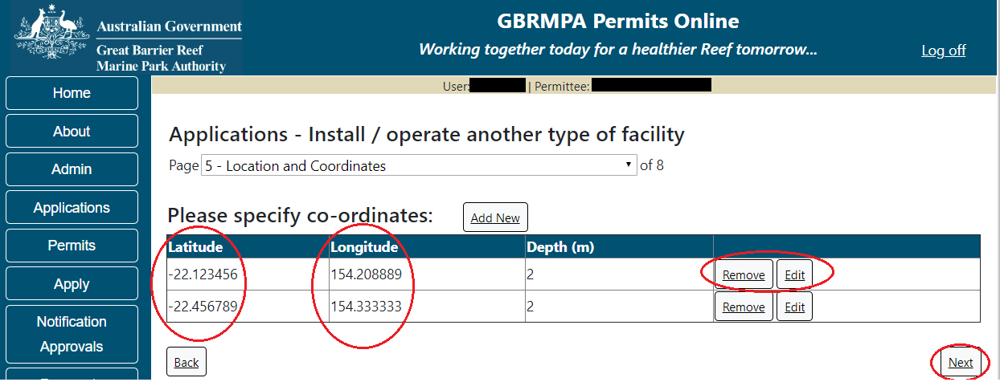 Australian Government
Great Barrier Reef
Marine Park Authority
GBRMPA Permits Online
Working together today for a healthier Reef tomorrow...
Log off
User: | Permittee:
Home
About
Admin
Applications
Permits
Apply
Notification
Approvals
Applications - Install / operate another type of facility
Page 5 - Location and Coordinates of 8
Please specify co-ordinates: Add New
Latitude Longitude Depth (m)
-22.123456 154.208889 2 Remove Edit
-22.456789 154.333333 2 Remove Edit
Back Next